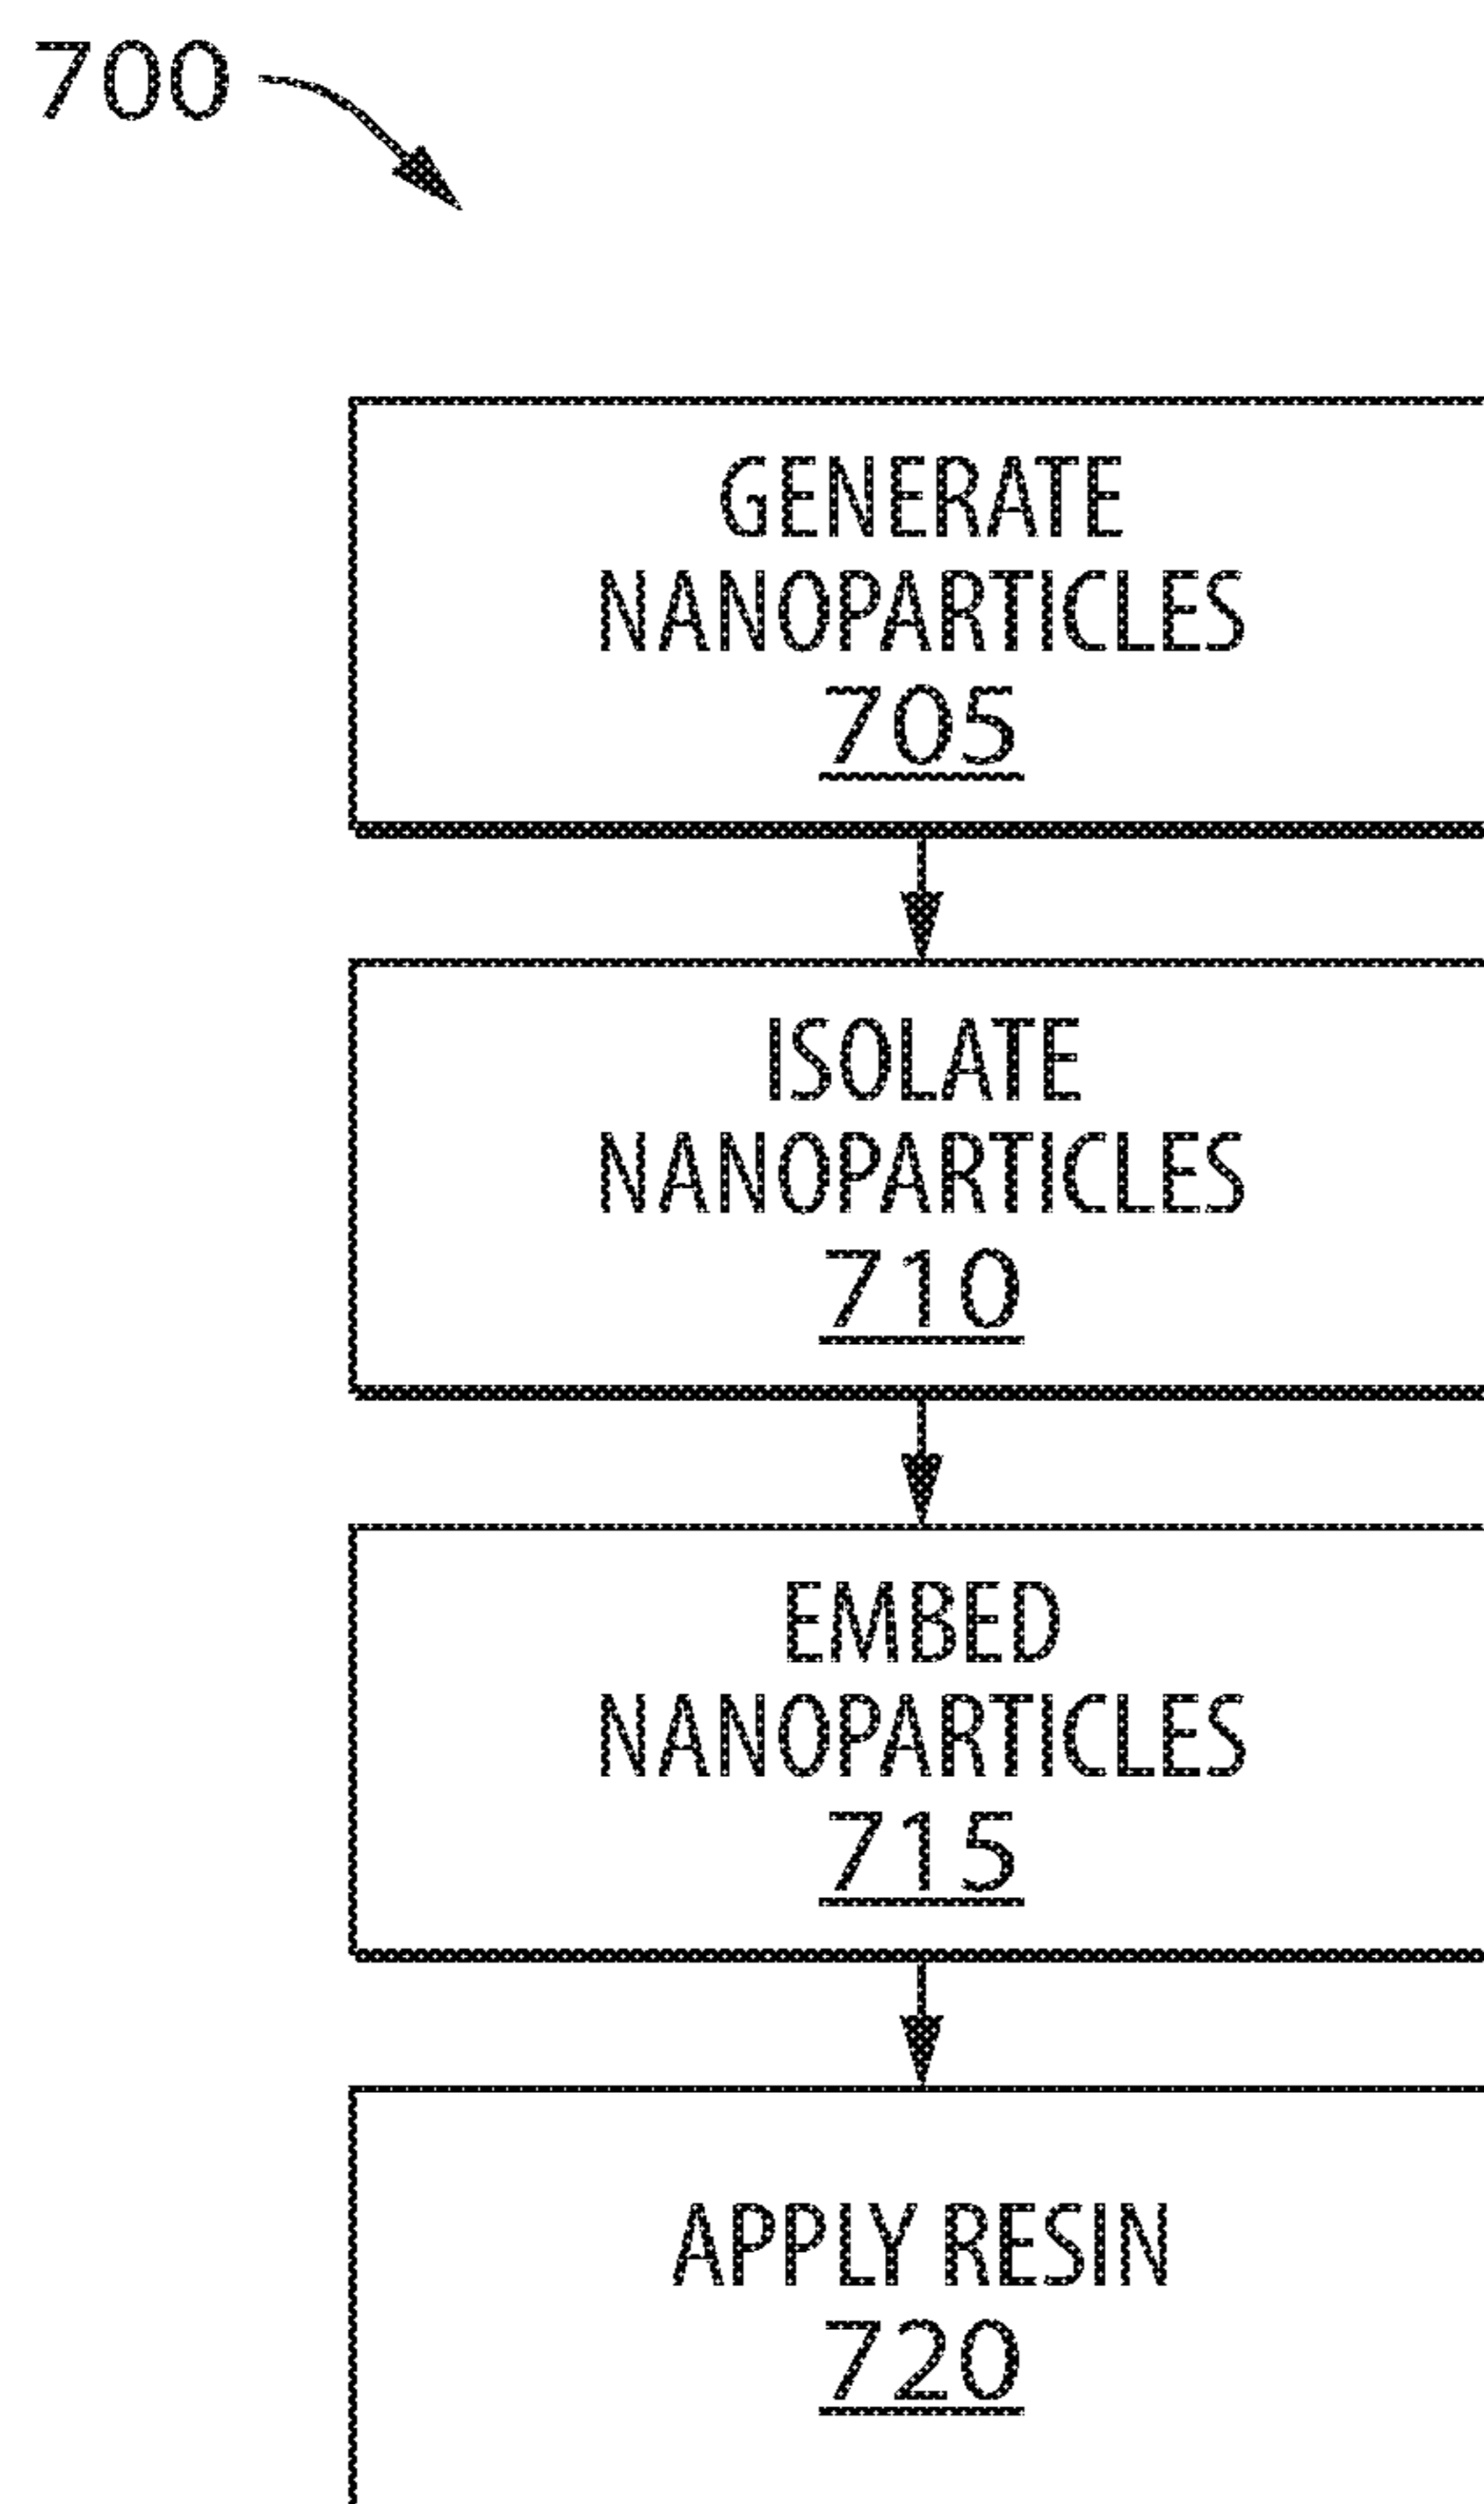 700
GENERATE
NANOPARTICLES
705
ISOLATE
NANOPARTICLES
710
EMBED
NANOPARTICLES
715
APPLY RESIN
720